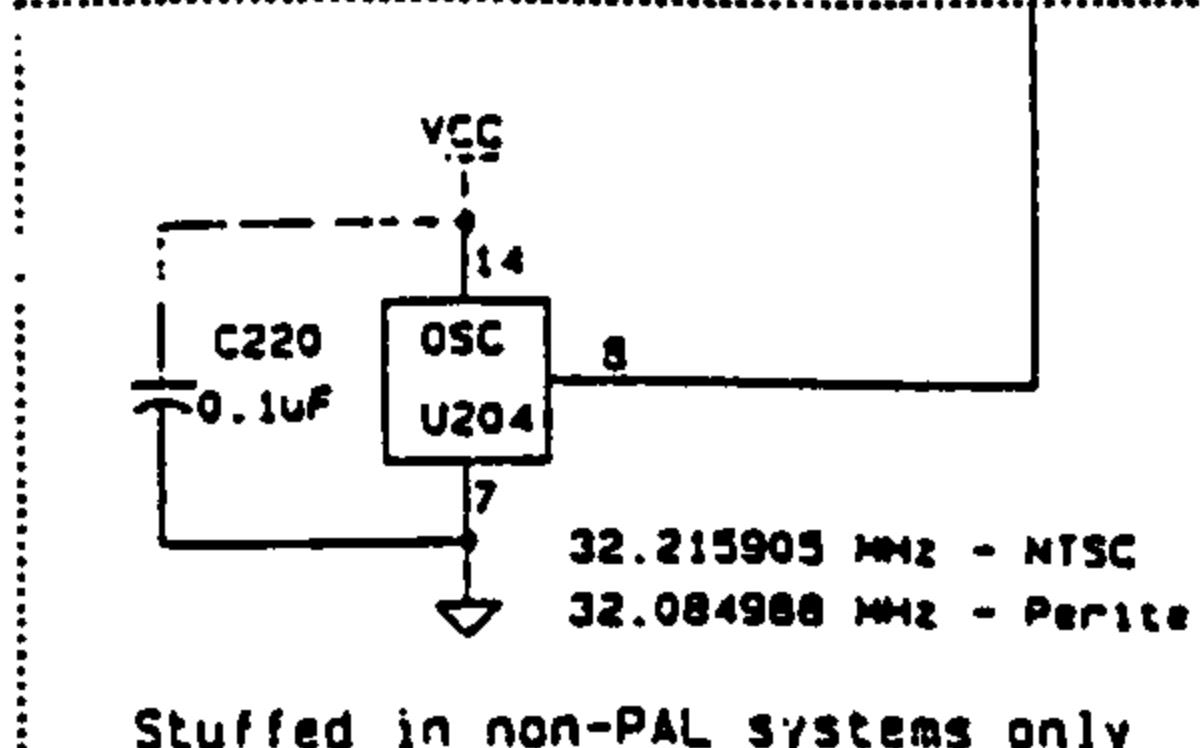 VCC
14
C220
0.1uF
OSC
U204
8
7
32.215905 MHz - NTSC
32.084988 MHz - Perite
Stuffed in non-PAL systems only